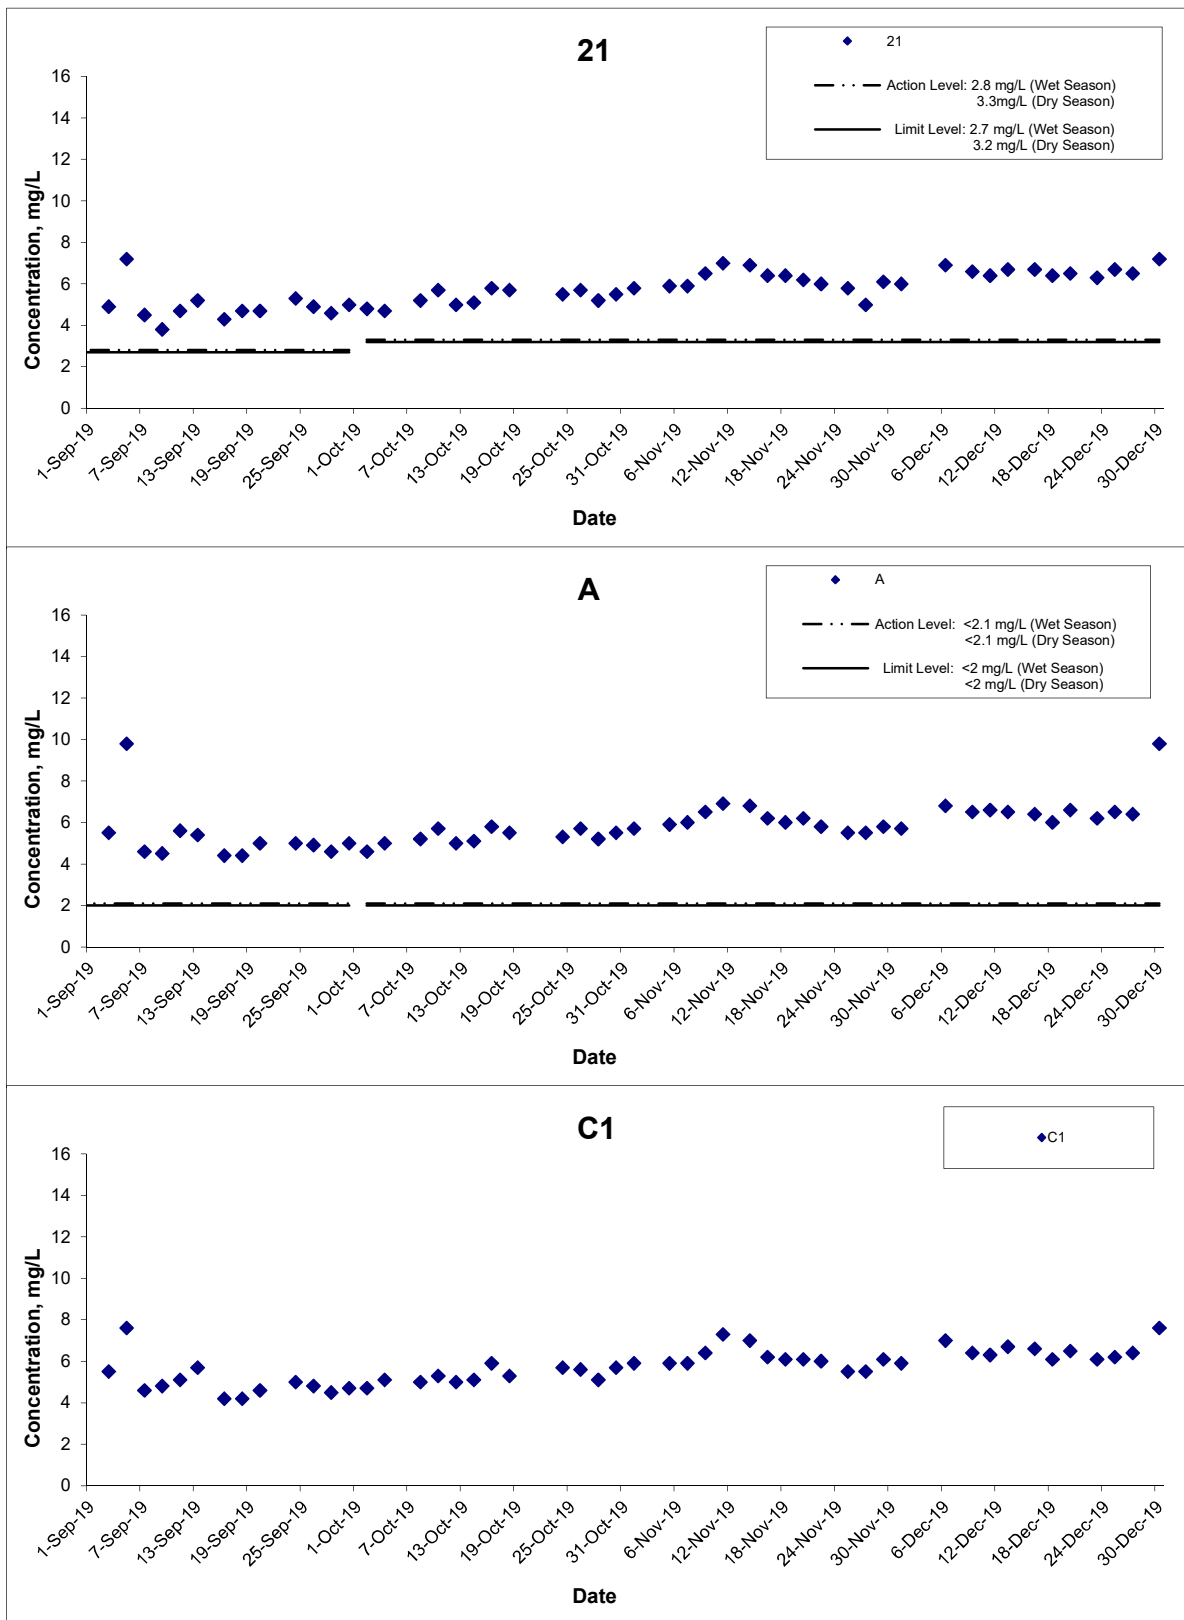 21
21
Action Level: 2.8 mg/L (Wet Season)
3.3mg/L (Dry Season)
Limit Level: 2.7 mg/L (Wet Season)
3.2 mg/L (Dry Season)
Concentration, mg/L
16
14
12
10
8
6
4
2
0
1-Sep-19
7-Sep-19
13-Sep-19
19-Sep-19
25-Sep-19
1-Oct-19
7-Oct-19
13-Oct-19
19-Oct-19
25-Oct-19
31-Oct-19
6-Nov-19
12-Nov-19
18-Nov-19
24-Nov-19
30-Nov-19
6-Dec-19
12-Dec-19
18-Dec-19
24-Dec-19
30-Dec-19
Date
A
A
Action Level: <2.1 mg/L (Wet Season)
<2.1 mg/L (Dry Season)
Limit Level: <2 mg/L (Wet Season)
<2 mg/L (Dry Season)
Concentration, mg/L
16
14
12
10
8
6
4
2
0
1-Sep-19
7-Sep-19
13-Sep-19
19-Sep-19
25-Sep-19
1-Oct-19
7-Oct-19
13-Oct-19
19-Oct-19
25-Oct-19
31-Oct-19
6-Nov-19
12-Nov-19
18-Nov-19
24-Nov-19
30-Nov-19
6-Dec-19
12-Dec-19
18-Dec-19
24-Dec-19
30-Dec-19
Date
C1
C1
Concentration, mg/L
16
14
12
10
8
6
4
2
0
1-Sep-19
7-Sep-19
13-Sep-19
19-Sep-19
25-Sep-19
1-Oct-19
7-Oct-19
13-Oct-19
19-Oct-19
25-Oct-19
31-Oct-19
6-Nov-19
12-Nov-19
18-Nov-19
24-Nov-19
30-Nov-19
6-Dec-19
12-Dec-19
18-Dec-19
24-Dec-19
30-Dec-19
Date